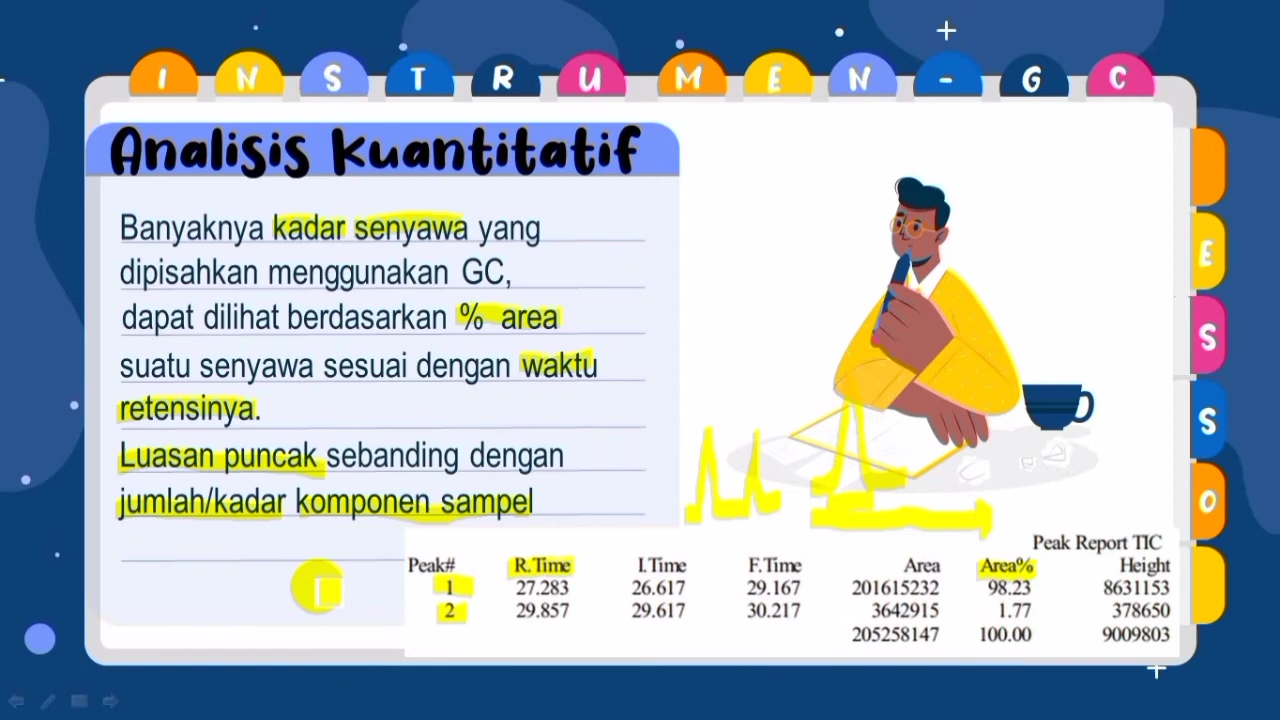 INSTRUMEN-GC
Analisis Kuantitatif
Banyaknya kadar senyawa yang
dipisahkan menggunakan GC,
dapat dilihat berdasarkan % area
suatu senyawa sesuai dengan waktu
retensinya.
Luasan puncak sebanding dengan
jumlah/kadar komponen sampel
E
S
S
O
Peak Report TIC
Peak# R.Time I.Time F.Time Area Area% Height
1 27.283 26.617 29.167 201615232 98.23 8631153
2 29.857 29.617 30.217 3642915 1.77 378650
205258147 100.00 9009803